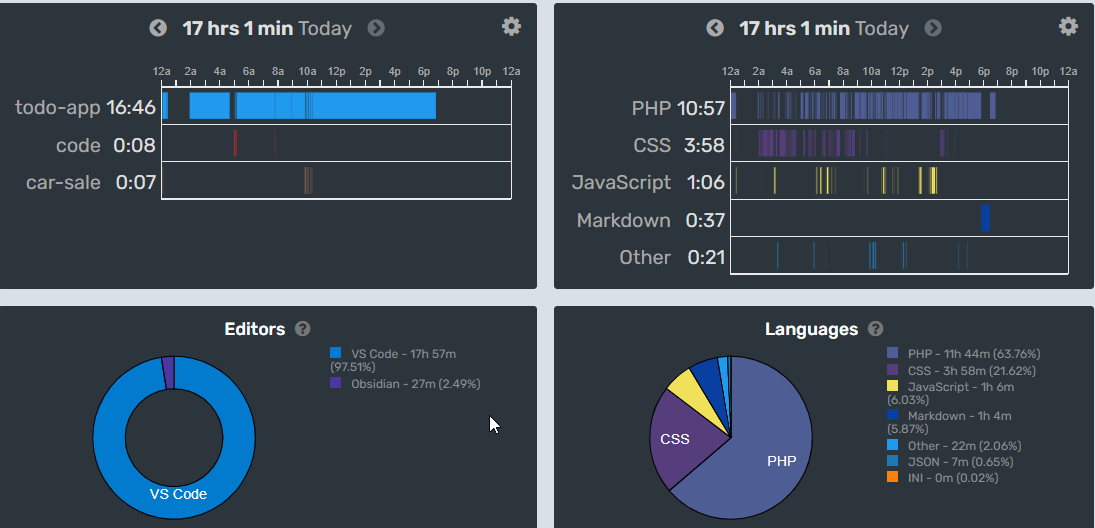 17 hrs 1 min Today
12a 2a 4a 6a 8a 10a 12p 2p 4p 6p 8p 10p 12a
todo-app 16:46
code 0:08
car-sale 0:07
17 hrs 1 min Today
12a 2a 4a 6a 8a 10a 12p 2p 4p 6p 8p 10p 12a
PHP 10:57
CSS 3:58
JavaScript 1:06
Markdown 0:37
Other 0:21
Editors ?
VS Code - 17h 57m
(97.51%)
Obsidian - 27m (2.49%)
VS Code
Languages ?
PHP - 11h 44m (63.76%)
CSS - 3h 58m (21.62%)
JavaScript - 1h 6m
(6.03%)
Markdown - 1h 4m
(5.87%)
Other - 22m (2.06%)
JSON - 7m (0.65%)
INI - 0m (0.02%)
CSS
PHP